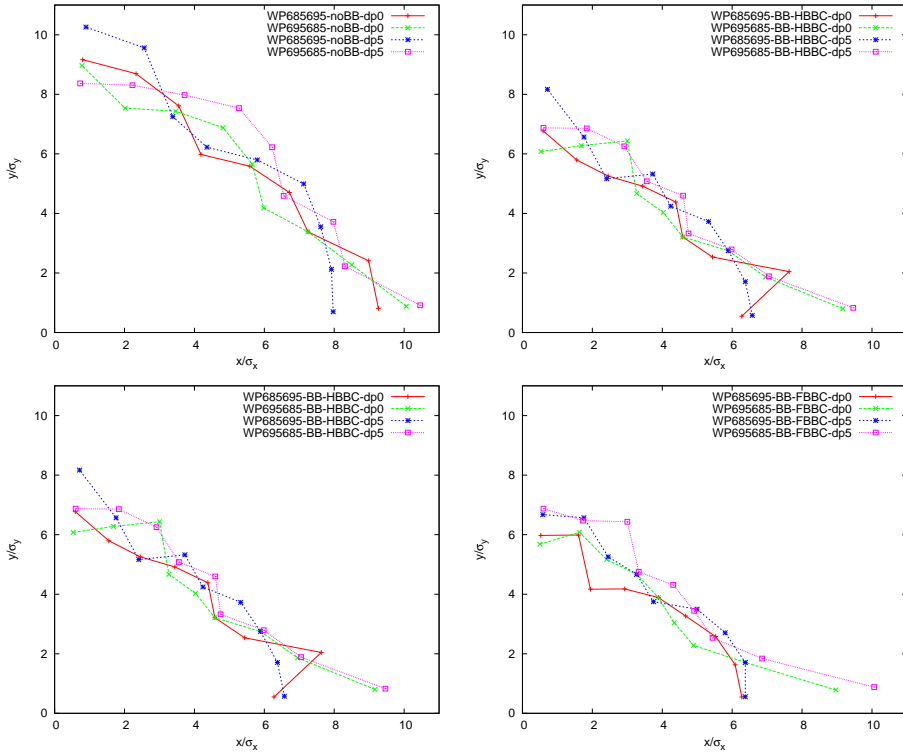 WP685695-noBB-dp0
WP695685-noBB-dp0
WP685695-noBB-dp5
WP695685-noBB-dp5
10
8
6
4
2
0
y/σy
0 2 4 6 8 10
x/σx
WP685695-BB-HBBC-dp0
WP695685-BB-HBBC-dp0
WP685695-BB-HBBC-dp5
WP695685-BB-HBBC-dp5
10
8
6
4
2
0
y/σy
0 2 4 6 8 10
x/σx
WP685695-BB-HBBC-dp0
WP695685-BB-HBBC-dp0
WP685695-BB-HBBC-dp5
WP695685-BB-HBBC-dp5
10
8
6
4
2
0
y/σy
0 2 4 6 8 10
x/σx
WP685695-BB-FBBC-dp0
WP695685-BB-FBBC-dp0
WP685695-BB-FBBC-dp5
WP695685-BB-FBBC-dp5
10
8
6
4
2
0
y/σy
0 2 4 6 8 10
x/σx